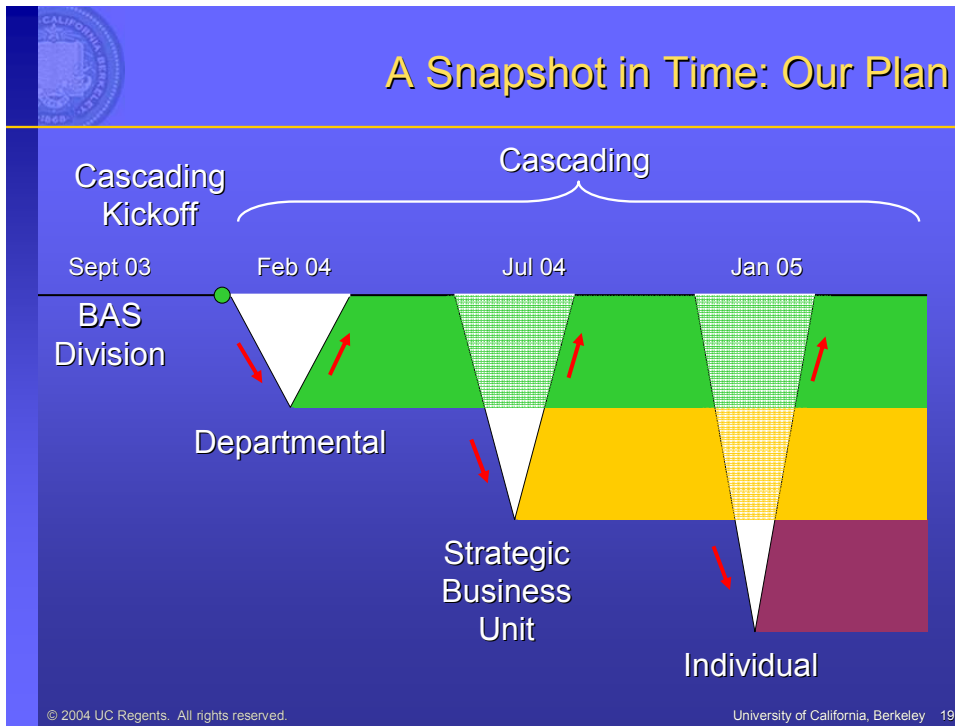 A Snapshot in Time: Our Plan
Cascading
Kickoff
Cascading
Sept 03
Feb 04
Jul 04
Jan 05
BAS
Division
Departmental
Strategic
Business
Unit
Individual
© 2004 UC Regents. All rights reserved.
University of California, Berkeley 19